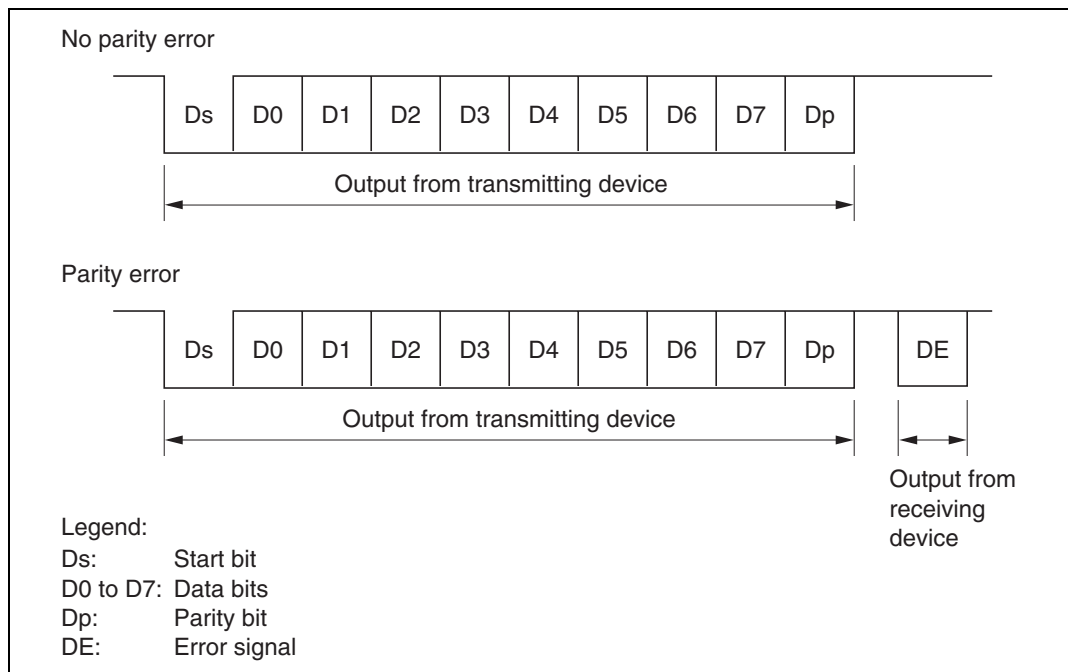 No parity error
Ds D0 D1 D2 D3 D4 D5 D6 D7 Dp
Output from transmitting device
Parity error
Ds D0 D1 D2 D3 D4 D5 D6 D7 Dp DE
Output from transmitting device
Output from
receiving
device
Legend:
Ds: Start bit
D0 to D7: Data bits
Dp: Parity bit
DE: Error signal